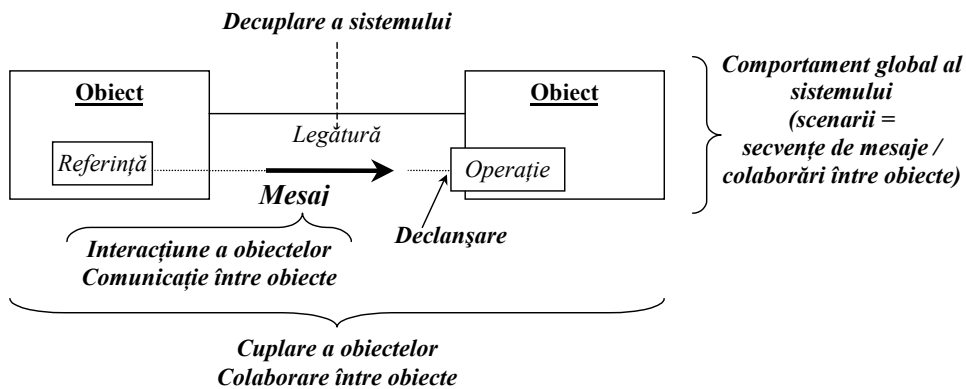 Decuplare a sistemului
Obiect
Obiect
Legătură
Referință
Operație
Mesaj
Declanşare
Interacțiune a obiectelor
Comunicație între obiecte
Cuplare a obiectelor
Colaborare între obiecte
Comportament global al
sistemului
(scenarii =
secvențe de mesaje /
colaborări între obiecte)